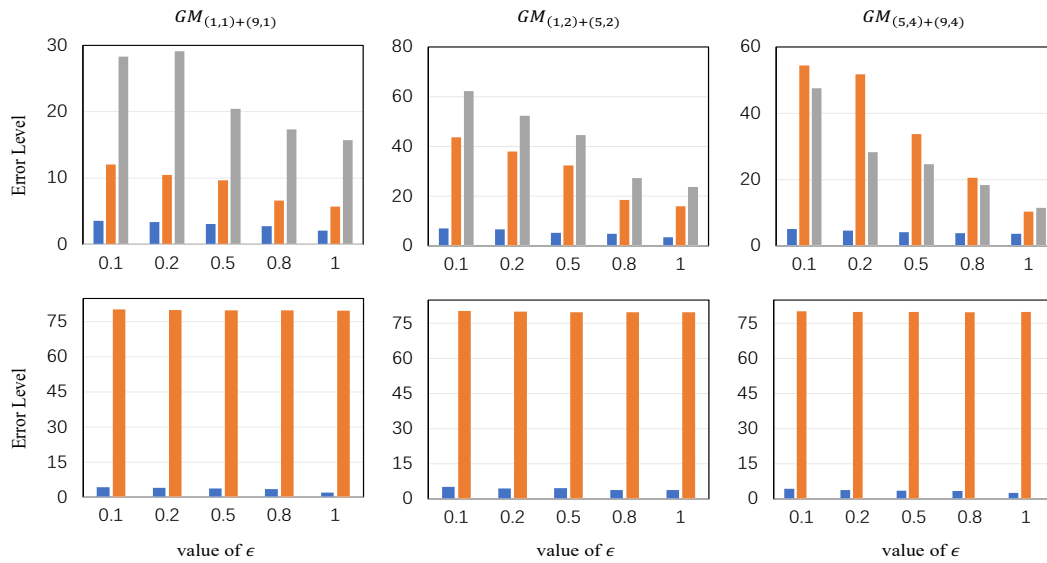 GM(1,1)+(9,1) GM(1,2)+(5,2) GM(5,4)+(9,4)
Error Level
30 80 60
20 60 40
10 40 20
0 20 0
0
0.1 0.2 0.5 0.8 1 0.1 0.2 0.5 0.8 1 0.1 0.2 0.5 0.8 1
Error Level
75 75 75
60 60 60
45 45 45
30 30 30
15 15 15
0 0 0
0.1 0.2 0.5 0.8 1 0.1 0.2 0.5 0.8 1 0.1 0.2 0.5 0.8 1
value of ϵ value of ϵ value of ϵ